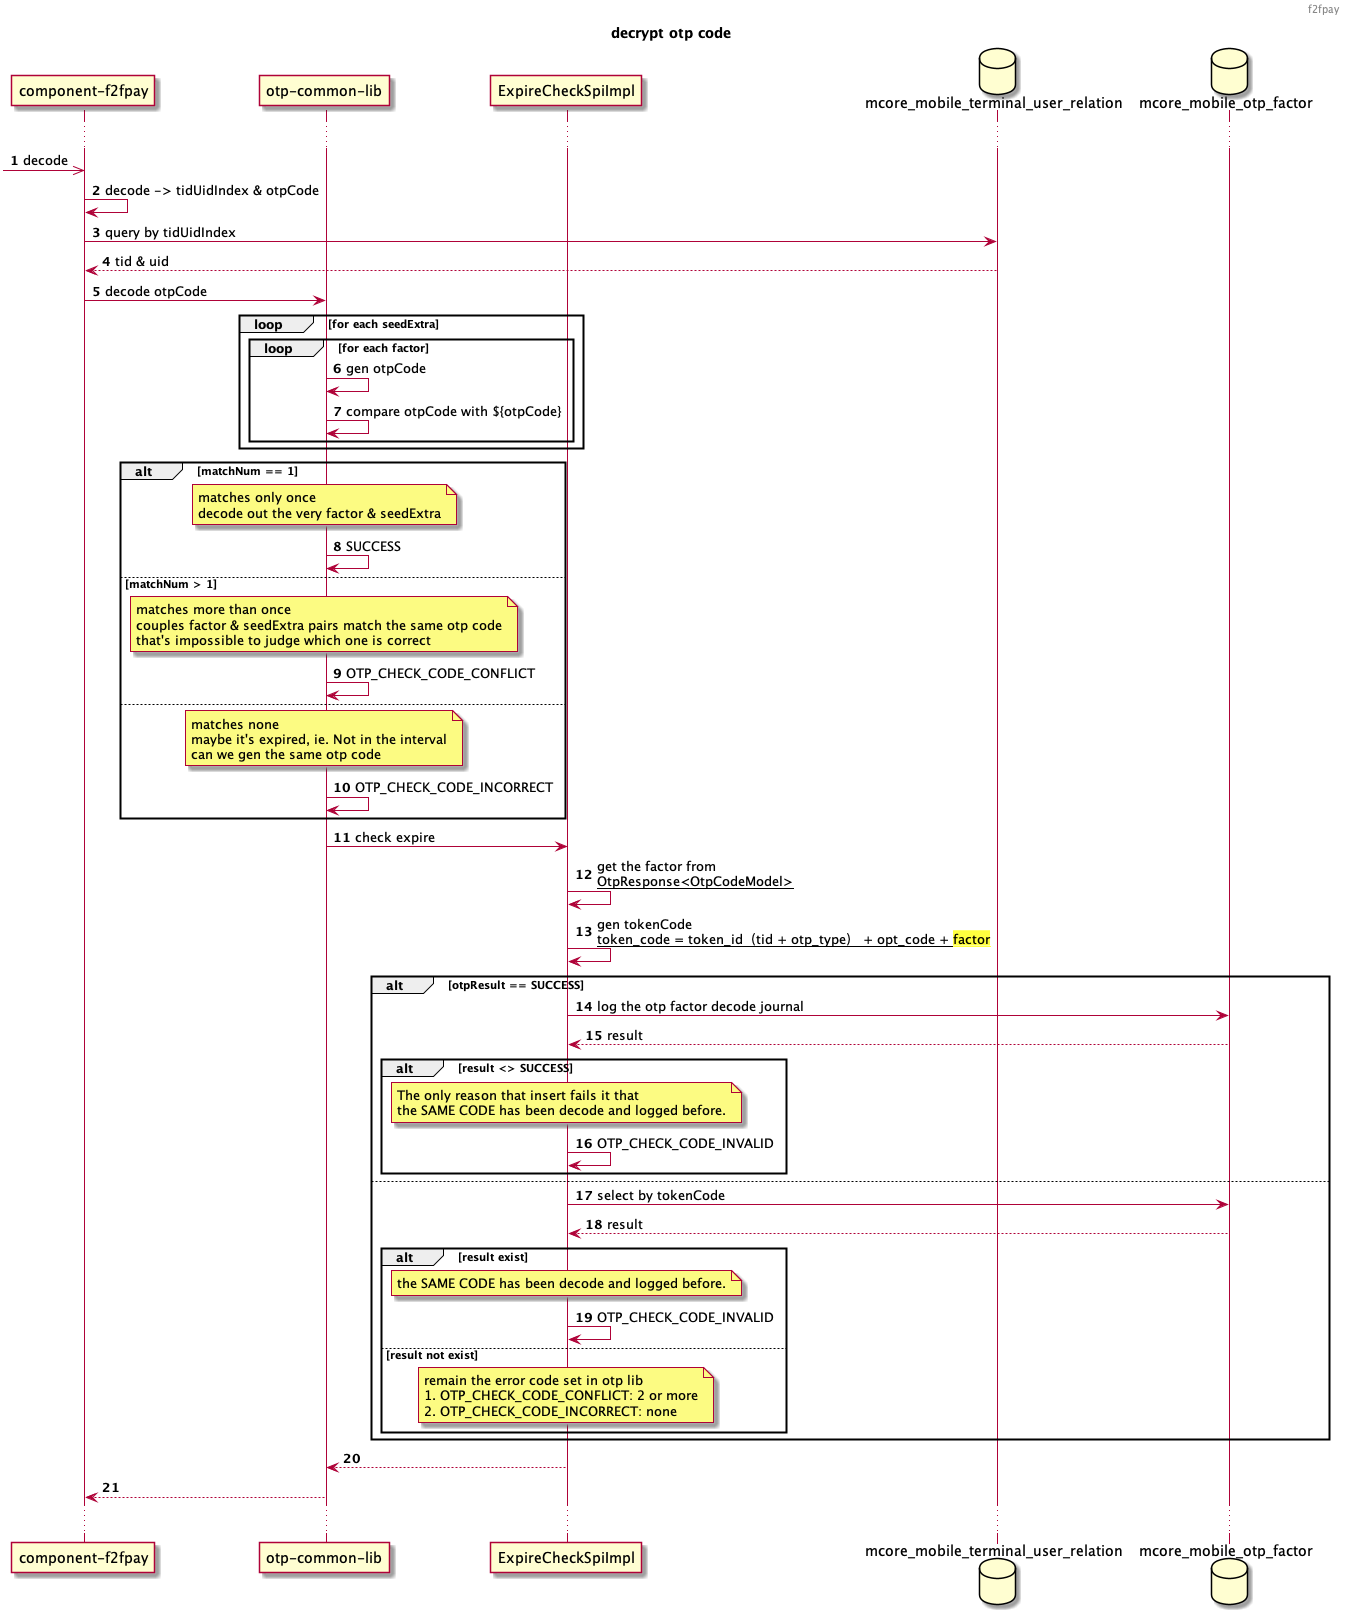 f2fpay
decrypt otp code
component-f2fpay
otp-common-lib
ExpireCheckSpiImpl
mcore_mobile_terminal_user_relation
mcore_mobile_otp_factor
1 decode
2 decode -> tidUidIndex & otpCode
3 query by tidUidIndex
4 tid & uid
5 decode otpCode
loop [for each seedExtra]
loop [for each factor]
6 gen otpCode
7 compare otpCode with ${otpCode}
alt [matchNum == 1]
matches only once
decode out the very factor & seedExtra
8 SUCCESS
[matchNum > 1]
matches more than once
couples factor & seedExtra pairs match the same otp code
that's impossible to judge which one is correct
9 OTP_CHECK_CODE_CONFLICT
matches none
maybe it's expired, ie. Not in the interval
can we gen the same otp code
10 OTP_CHECK_CODE_INCORRECT
11 check expire
12 get the factor from
OtpResponse<OtpCodeModel>
13 gen tokenCode
token_code = token_id (tid + otp_type) + opt_code + factor
alt [otpResult == SUCCESS]
14 log the otp factor decode journal
15 result
alt [result <> SUCCESS]
The only reason that insert fails it that
the SAME CODE has been decode and logged before.
16 OTP_CHECK_CODE_INVALID
17 select by tokenCode
18 result
alt [result exist]
the SAME CODE has been decode and logged before.
19 OTP_CHECK_CODE_INVALID
[result not exist]
remain the error code set in otp lib
1. OTP_CHECK_CODE_CONFLICT: 2 or more
2. OTP_CHECK_CODE_INCORRECT: none
20
21
component-f2fpay
otp-common-lib
ExpireCheckSpiImpl
mcore_mobile_terminal_user_relation
mcore_mobile_otp_factor